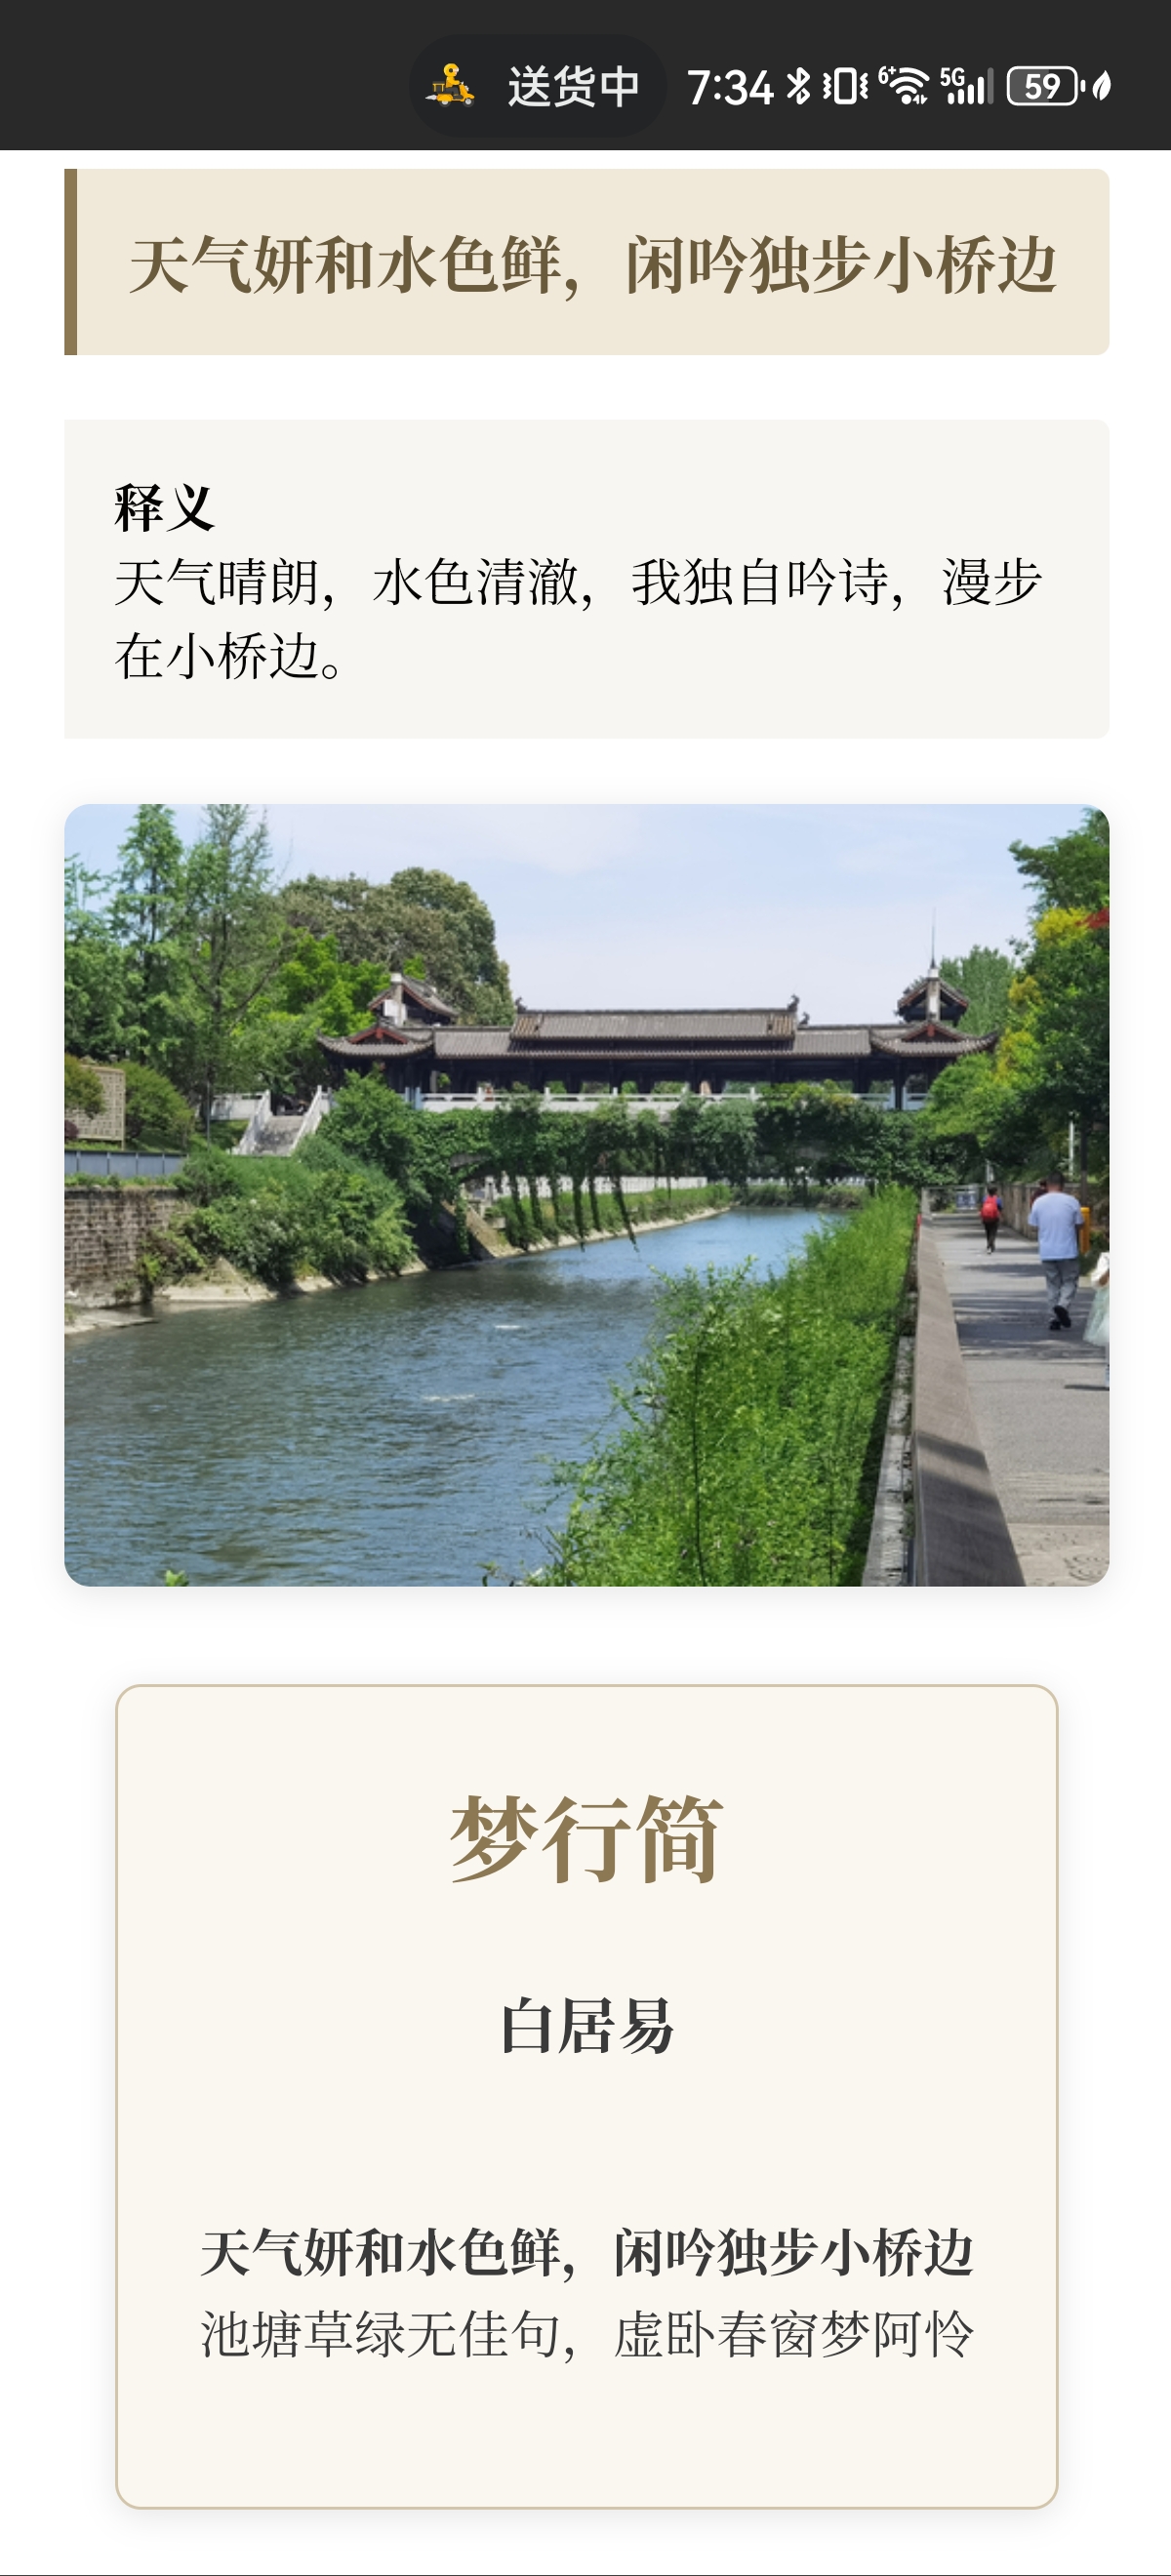 送货中 7:34 6+ 5G 59
天气妍和水色鲜，闲吟独步小桥边
释义
天气晴朗，水色清澈，我独自吟诗，漫步
在小桥边。
梦行简
白居易
天气妍和水色鲜，闲吟独步小桥边
池塘草绿无佳句，虚卧春窗梦阿怜